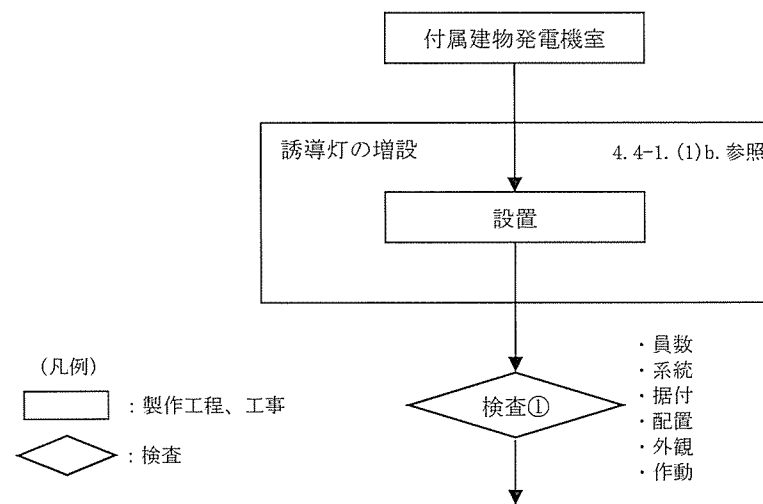 付属建物発電機室
誘導灯の増設
4.4-1.(1)b.参照
設置
検査①
・員数
・系統
・据付
・配置
・外観
・作動
(凡例)
：製作工程、工事
：検査